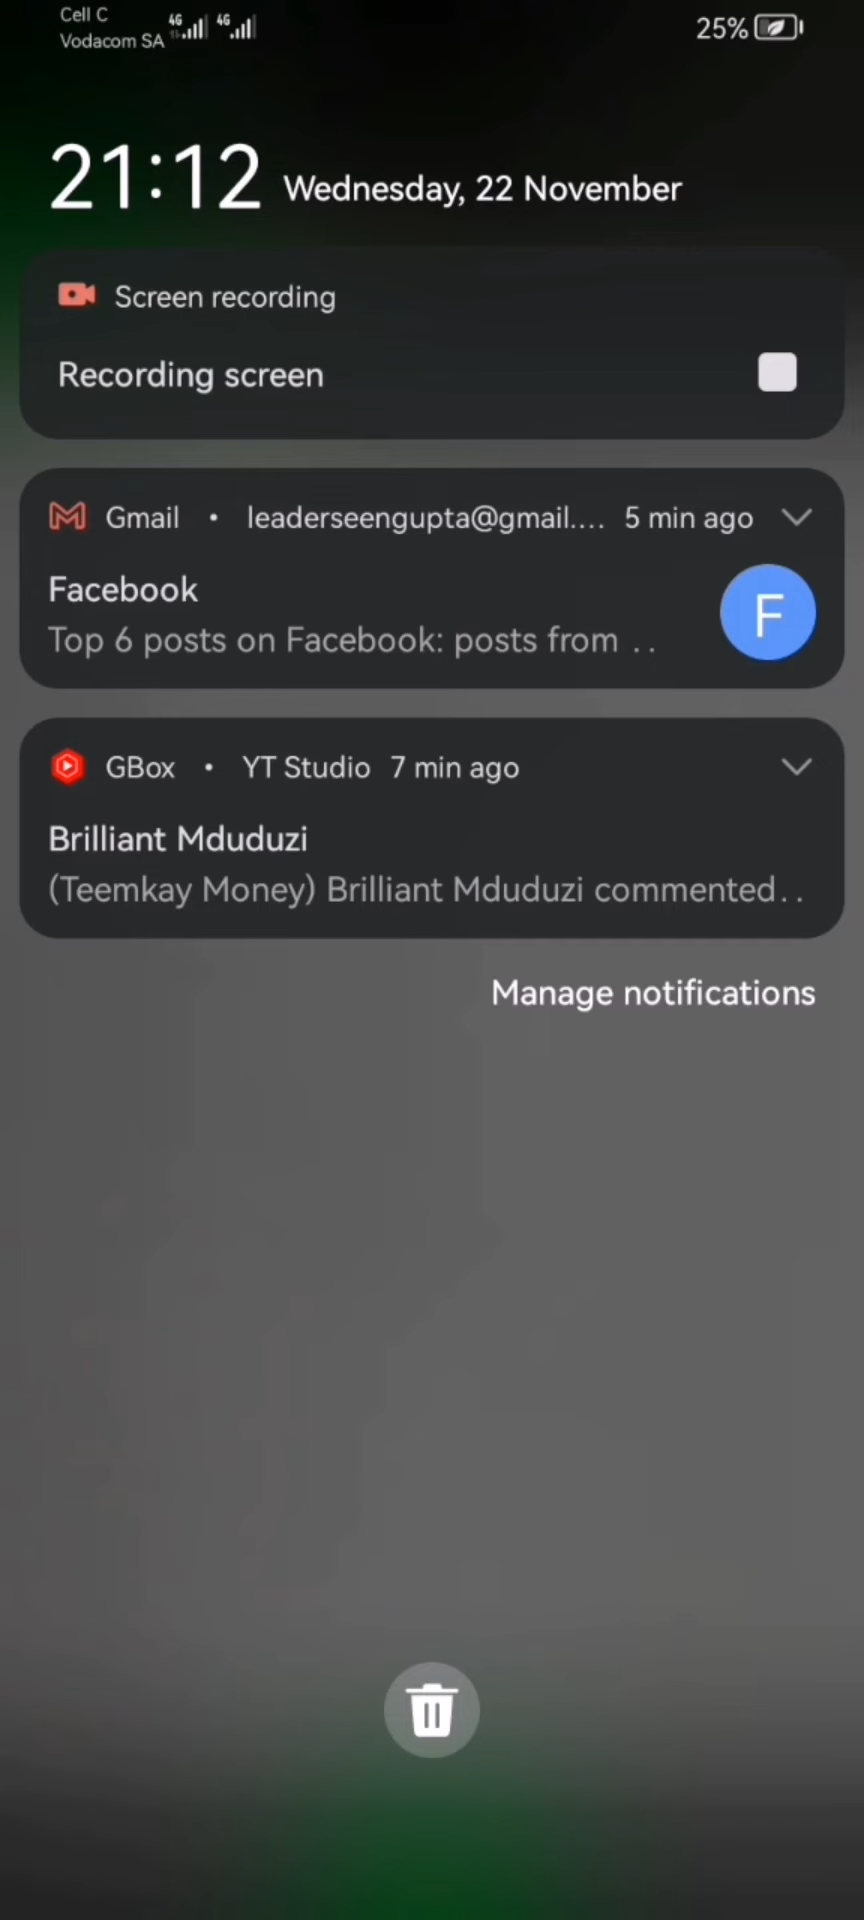 Cell C
Vodacom SA
4G 4G
25%
21:12 Wednesday, 22 November
Screen recording
Recording screen
Gmail • leaderseengupta@gmail.... 5 min ago
Facebook
F
Top 6 posts on Facebook: posts from ..
GBox • YT Studio 7 min ago
Brilliant Mduduzi
(Teemkay Money) Brilliant Mduduzi commented..
Manage notifications